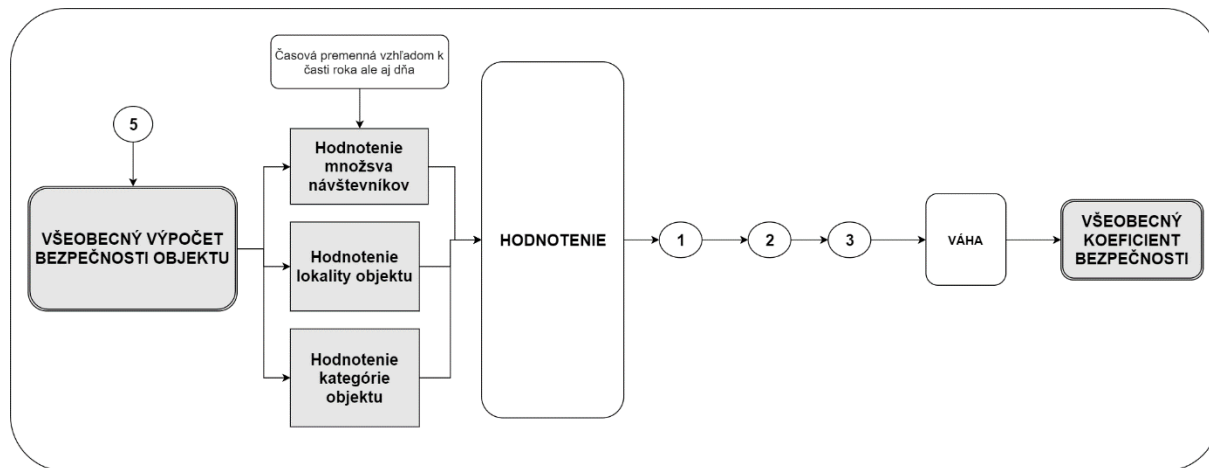 Časová premenná vzhľadom k
časti roka ale aj dňa
5
VŠEOBECNÝ VÝPOČET
BEZPEČNOSTI OBJEKTU
Hodnotenie
množsva
návštevníkov
Hodnotenie
lokality objektu
Hodnotenie
kategórie
objektu
HODNOTENIE
1
2
3
VÁHA
VŠEOBECNÝ
KOEFICIENT
BEZPEČNOSTI